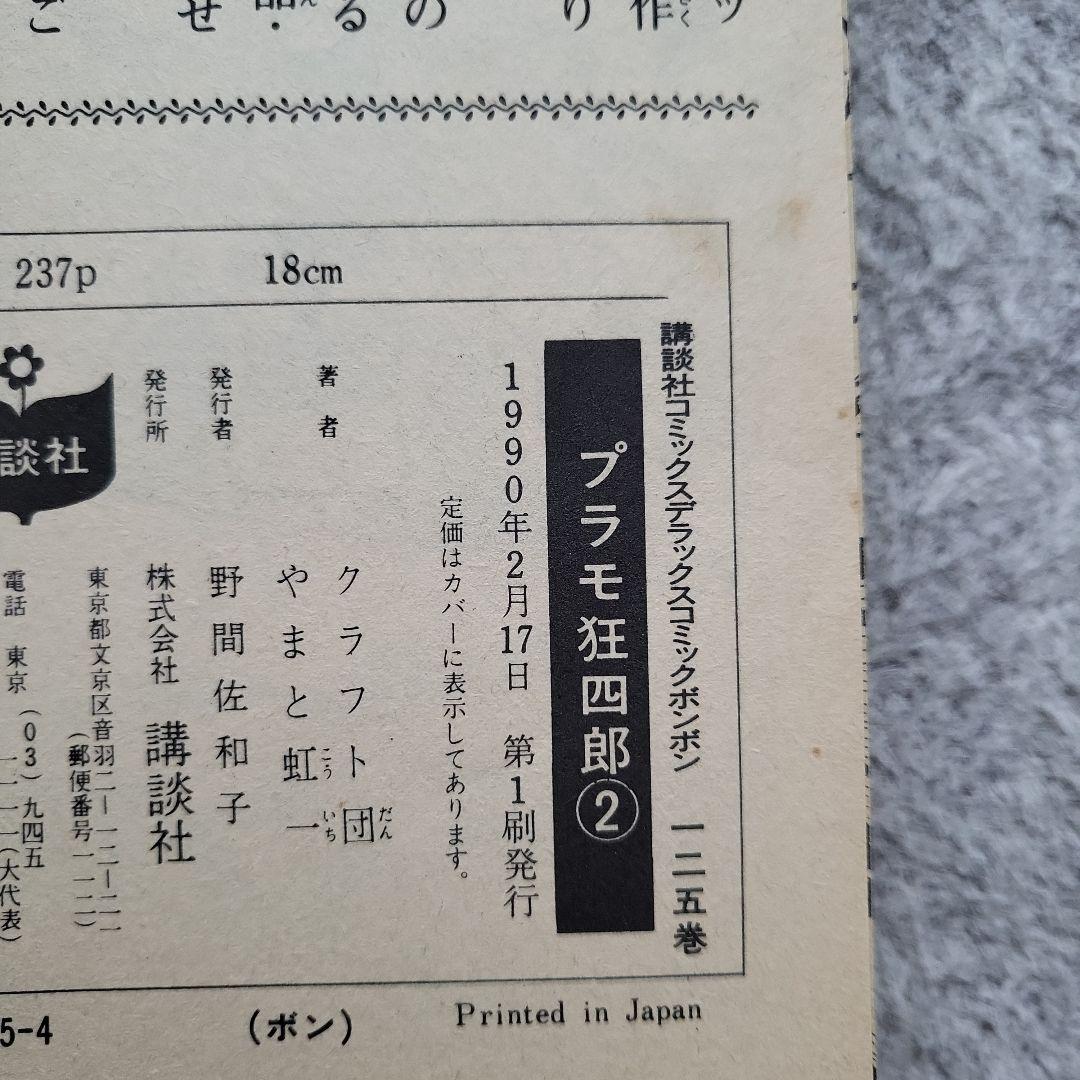 237p 18cm
講談社コミックスデラックスコミックボンボン 一二五巻
プラモ狂四郎②
1990年2月17日 第1刷発行
定価はカバーに表示してあります。
著者 クラフト団
やまと虹一
発行者 野間佐和子
発行所 株式会社 講談社
東京都文京区音羽二—一二—二一
(郵便番号一一二)
電話 東京(03)九四五
一一一一(大代表)
談社
5-4 (ボン) Printed in Japan